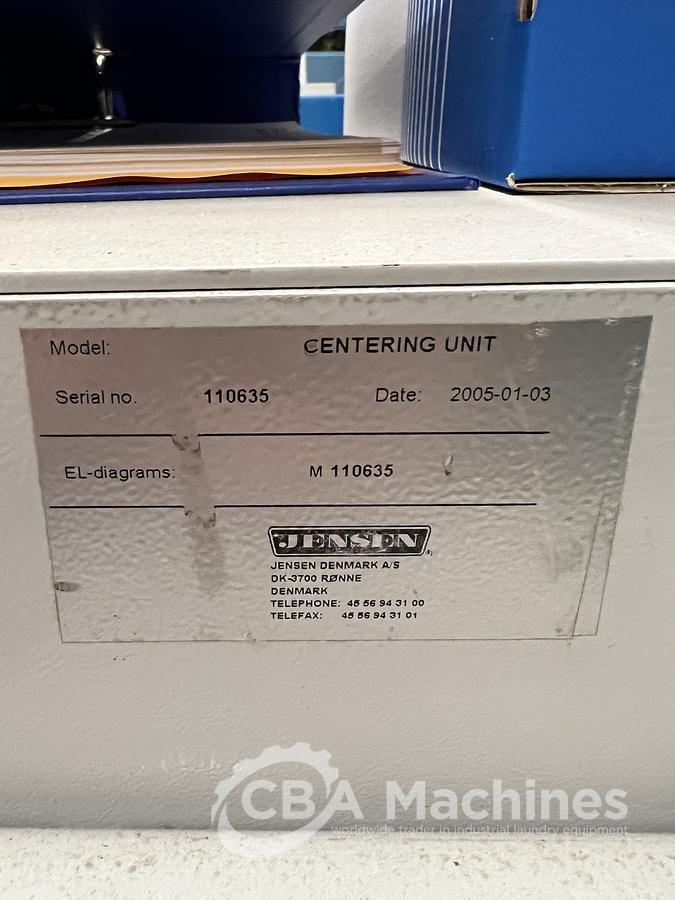 Model: CENTERING UNIT
Serial no. 110635 Date: 2005-01-03
EL-diagrams: M 110635
JENSEN
JENSEN DENMARK A/S
DK-3700 RØNNE
DENMARK
TELEPHONE: 45 56 94 31 00
TELEFAX: 45 56 94 31 01
CBA Machines
worldwide trader in industrial laundry equipment